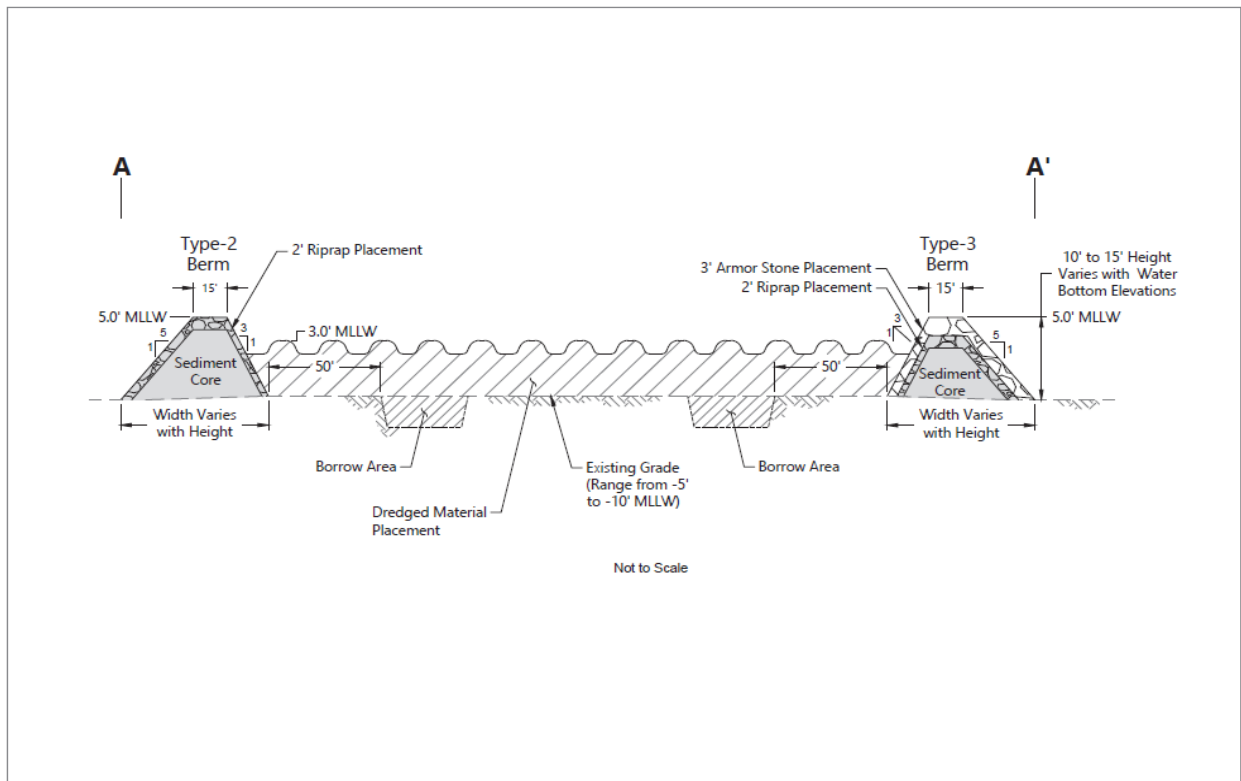 A
A'
Type-2
Berm
2' Riprap Placement
15'
5.0' MLLW
5
1
3
1
3.0' MLLW
Sediment
Core
50'
Width Varies
with Height
Type-3
Berm
3' Armor Stone Placement
2' Riprap Placement
15'
10' to 15' Height
Varies with Water
Bottom Elevations
5.0' MLLW
3
1
5
1
50'
Sediment
Core
Width Varies
with Height
Borrow Area
Existing Grade
(Range from -5'
to -10' MLLW)
Borrow Area
Dredged Material
Placement
Not to Scale